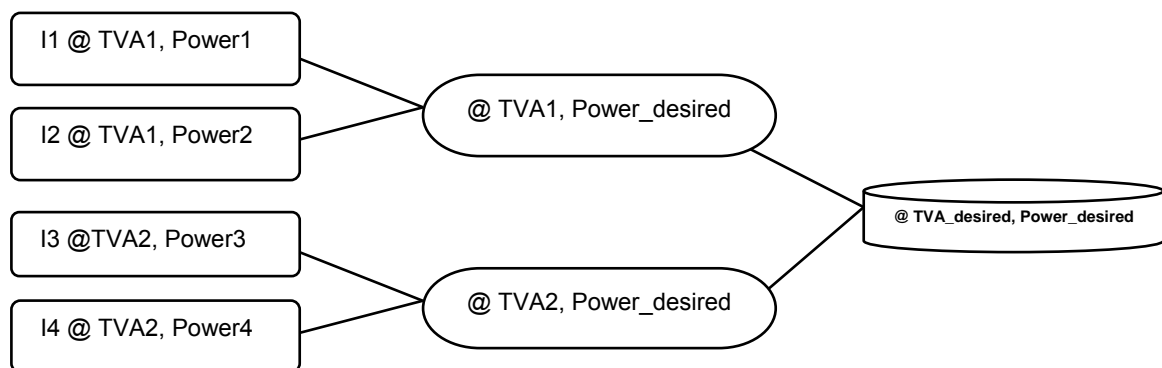 I1 @ TVA1, Power1
I2 @ TVA1, Power2
@ TVA1, Power_desired
@ TVA_desired, Power_desired
I3 @TVA2, Power3
I4 @ TVA2, Power4
@ TVA2, Power_desired